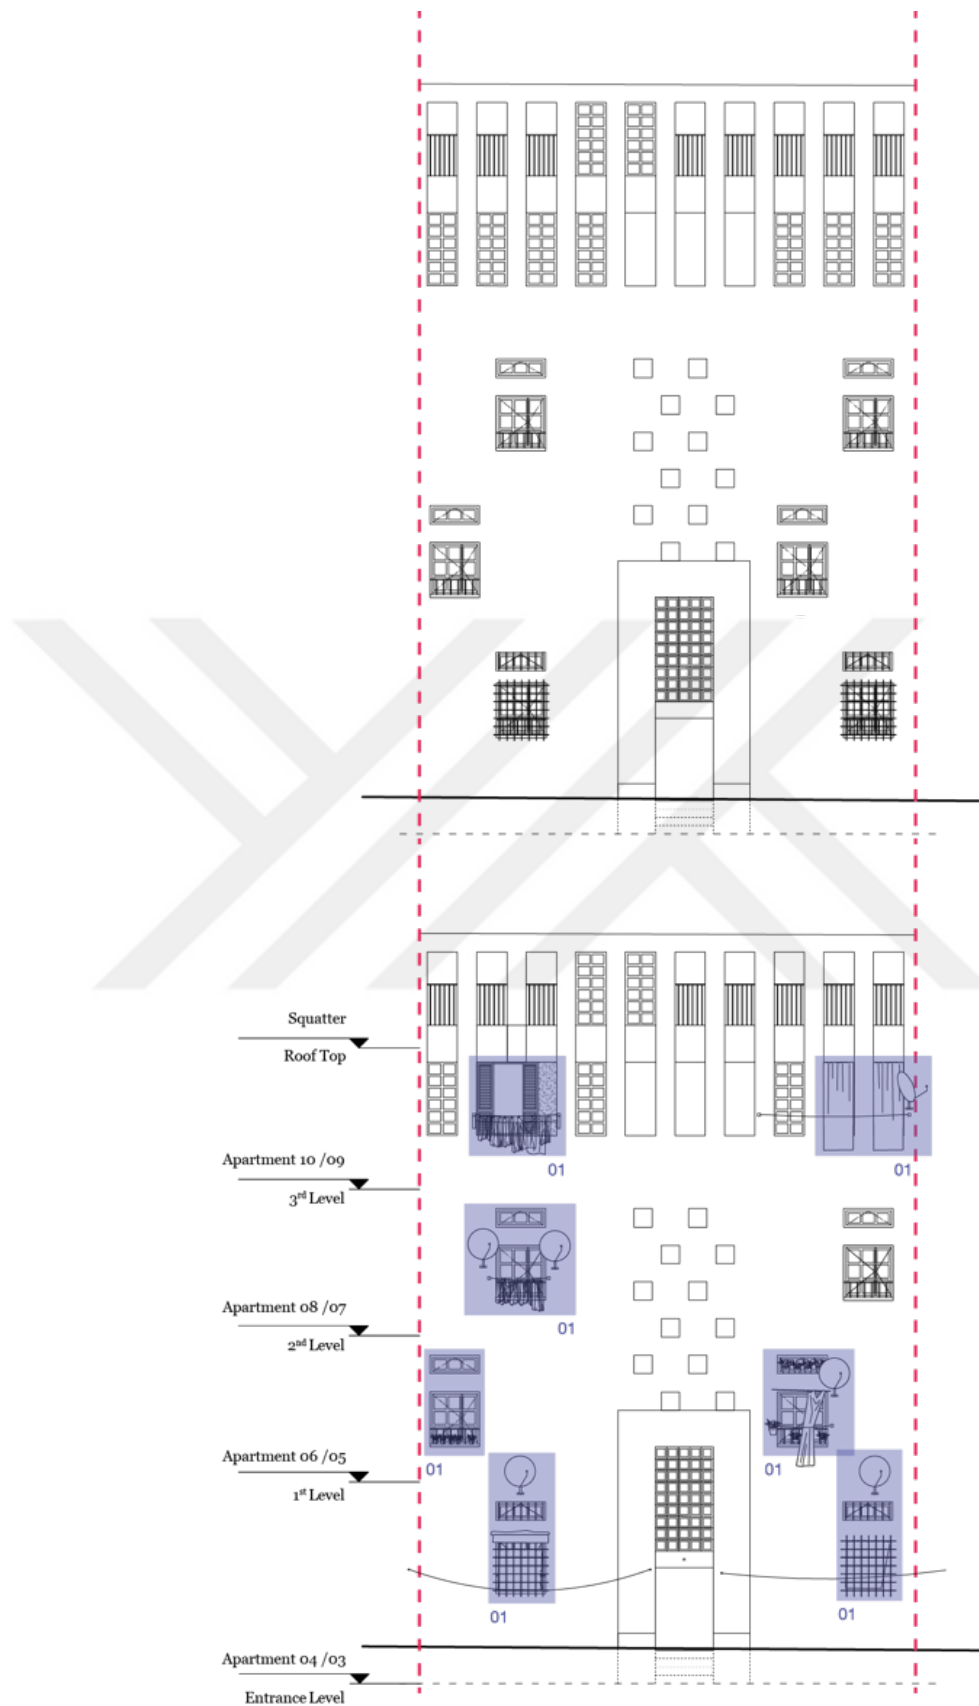 Squatter
Roof Top
01
01
Apartment 10 /09
3rd Level
01
Apartment 08 /07
2nd Level
01
01
Apartment 06 /05
1st Level
01
01
Apartment 04 /03
Entrance Level